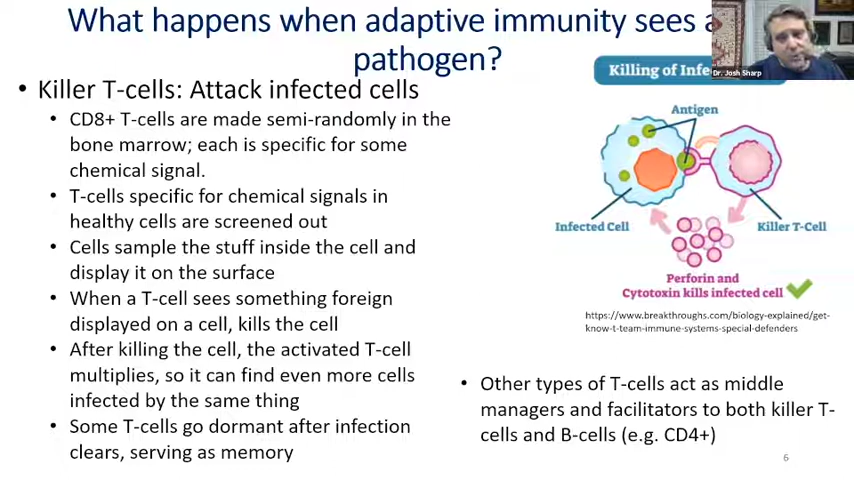 What happens when adaptive immunity sees a
pathogen?
• Killer T-cells: Attack infected cells
• CD8+ T-cells are made semi-randomly in the
bone marrow; each is specific for some
chemical signal.
• T-cells specific for chemical signals in
healthy cells are screened out
• Cells sample the stuff inside the cell and
display it on the surface
• When a T-cell sees something foreign
displayed on a cell, kills the cell
• After killing the cell, the activated T-cell
multiplies, so it can find even more cells
infected by the same thing
• Some T-cells go dormant after infection
clears, serving as memory
Dr. Josh Sharp
Killing of Infe
Antigen
Infected Cell
Killer T-Cell
Perforin and
Cytotoxin kills infected cell
https://www.breakthroughs.com/biology-explained/get-
know-t-team-immune-systems-special-defenders
• Other types of T-cells act as middle
managers and facilitators to both killer T-
cells and B-cells (e.g. CD4+)
6